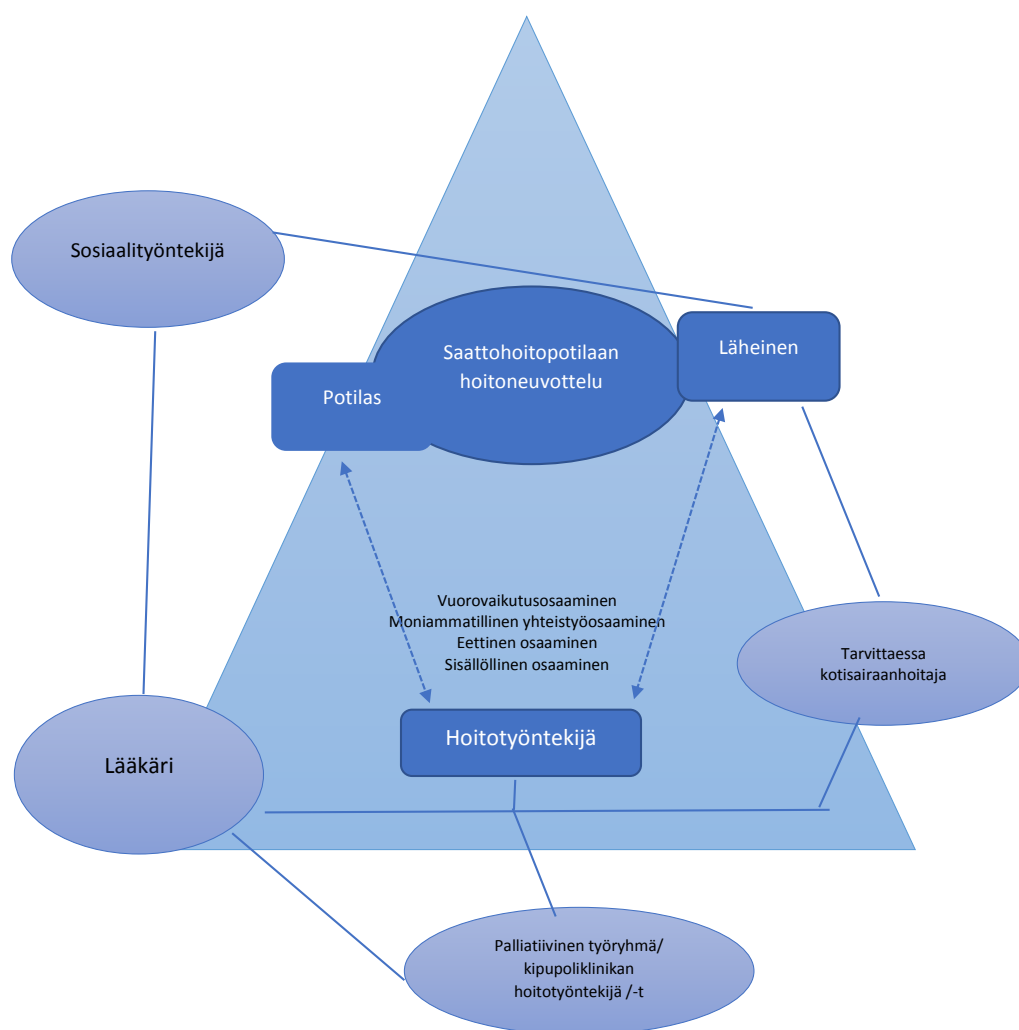 Sosiaalityöntekijä
Saattohoitopotilaan
hoitoneuvottelu
Läheinen
Potilas
Vuorovaikutusosaaminen
Moniammatillinen yhteistyöosaaminen
Eettinen osaaminen
Sisällöllinen osaaminen
Tarvittaessa
kotisairaanhoitaja
Hoitotyöntekijä
Lääkäri
Palliatiivinen työryhmä/
kipupoliklinikan
hoitotyöntekijä /-t